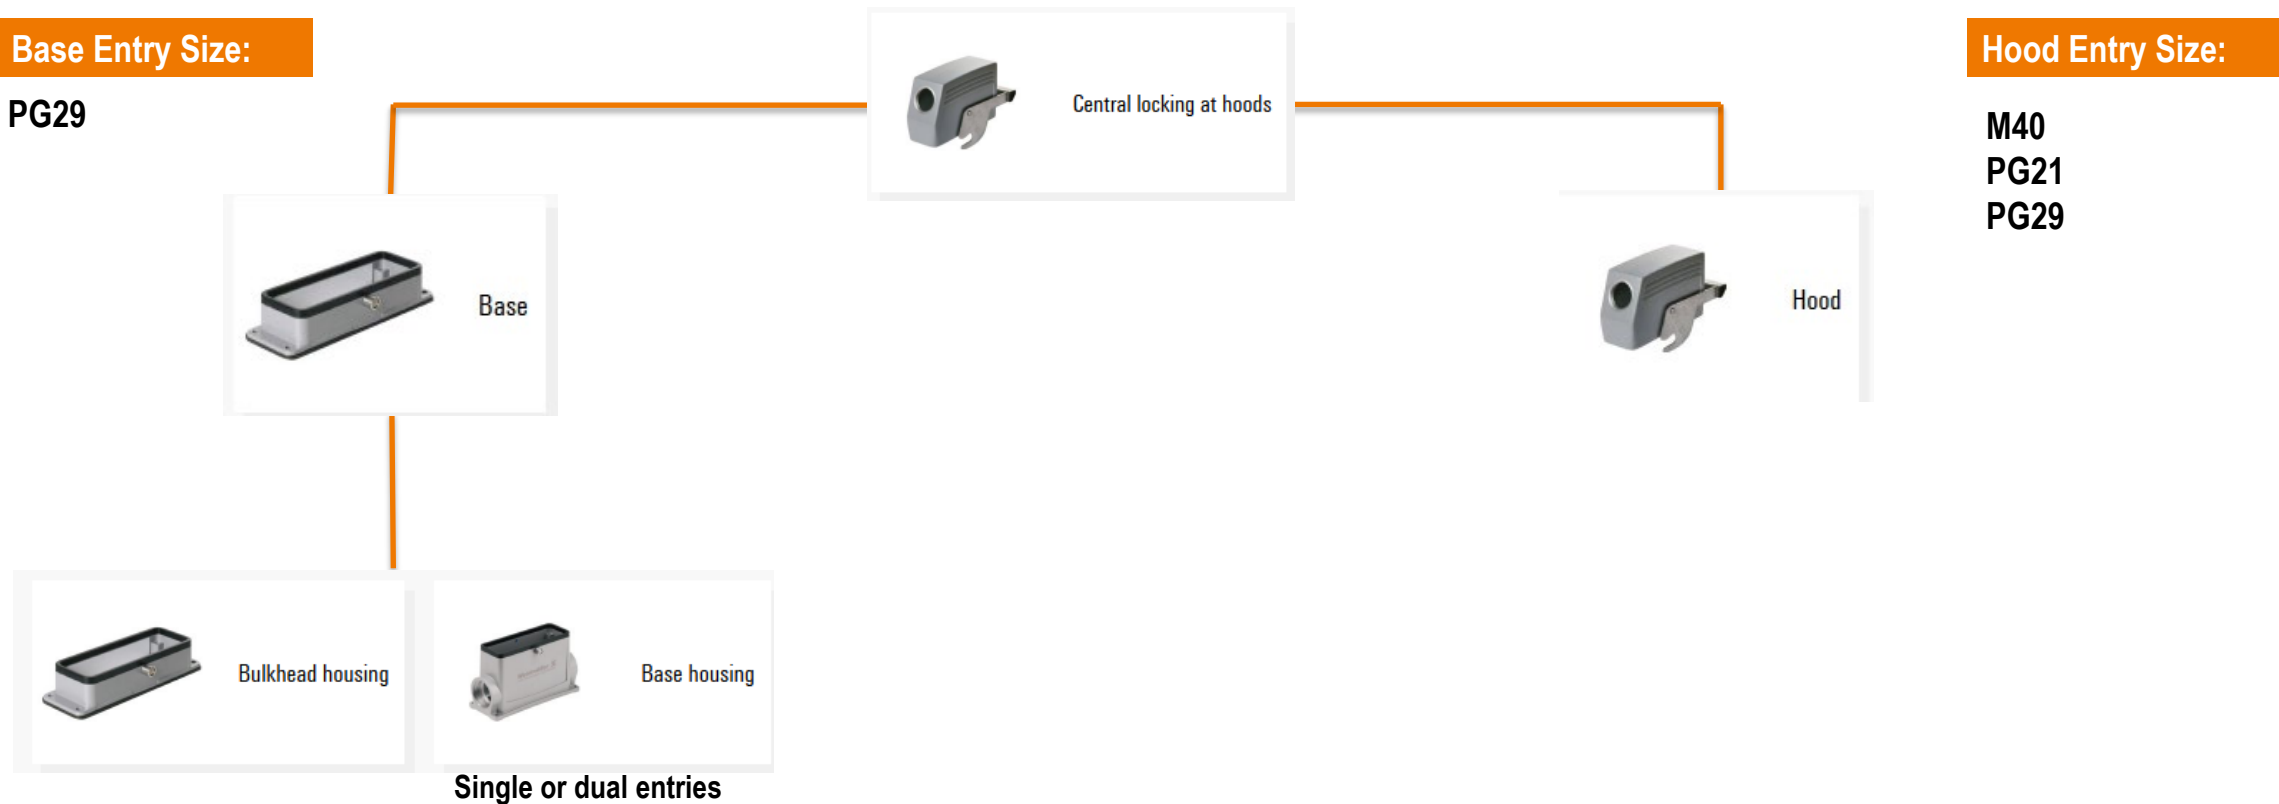 Base Entry Size:
PG29
Central locking at hoods
Hood Entry Size:
M40
PG21
PG29
Base
Hood
Bulkhead housing
Base housing
Single or dual entries